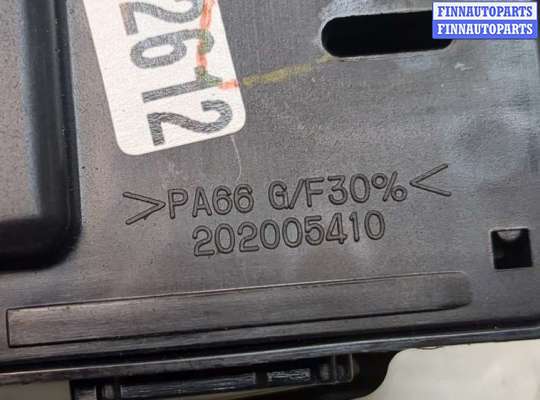 FINNAUTOPARTS
FINNAUTOPARTS
2612
>PA66 G/F30%<
202005410